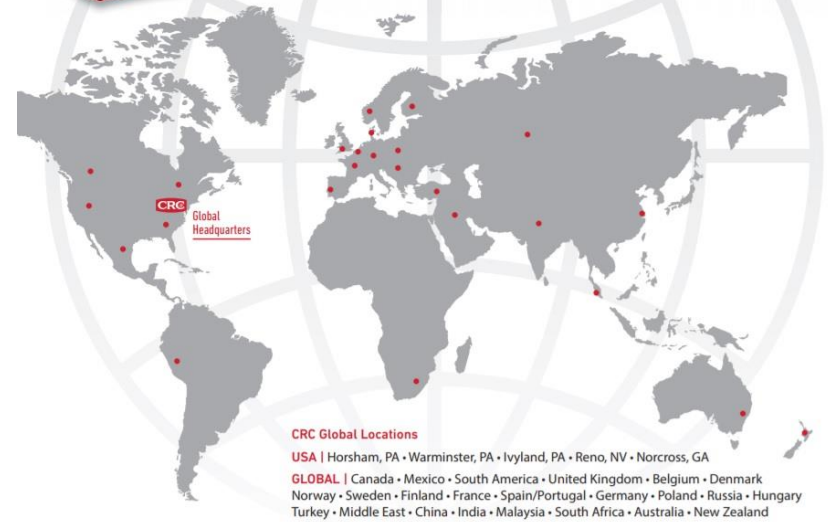 CRC
Global
Headquarters
CRC Global Locations
USA | Horsham, PA • Warminster, PA • Ivyland, PA • Reno, NV • Norcross, GA
GLOBAL | Canada • Mexico • South America • United Kingdom • Belgium • Denmark
Norway • Sweden • Finland • France • Spain/Portugal • Germany • Poland • Russia • Hungary
Turkey • Middle East • China • India • Malaysia • South Africa • Australia • New Zealand